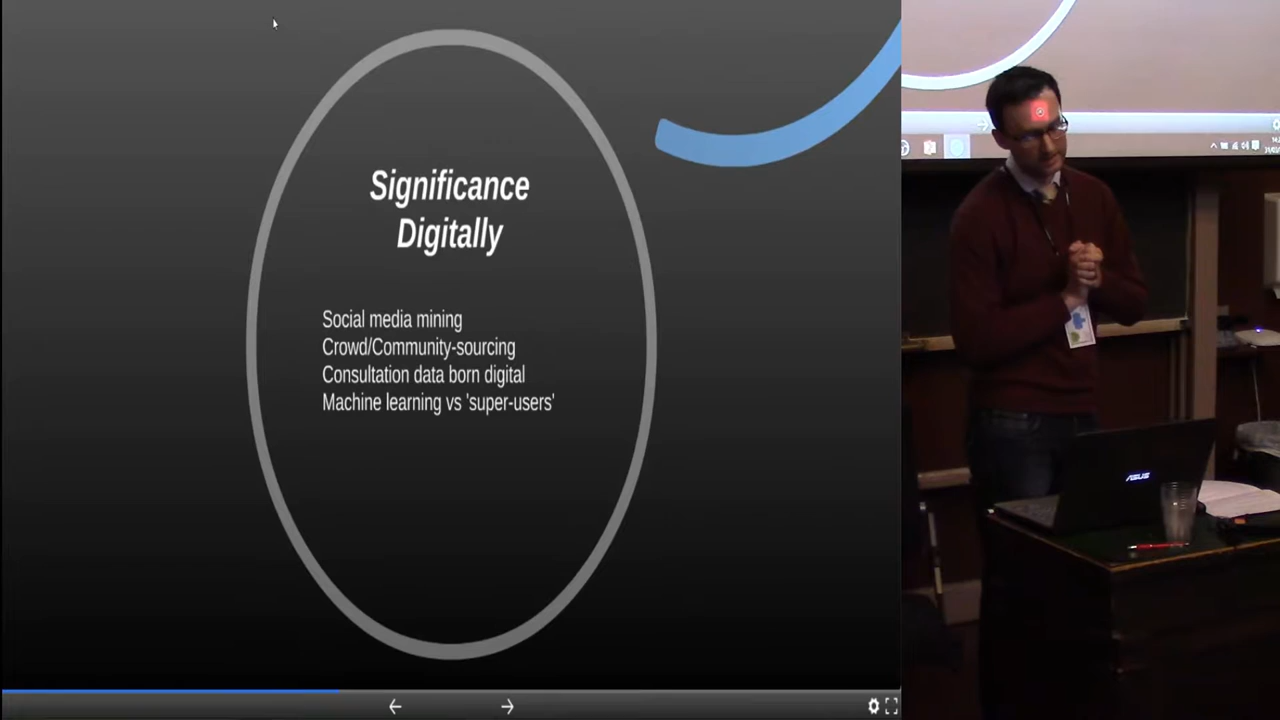 Significance
Digitally
Social media mining
Crowd/Community-sourcing
Consultation data born digital
Machine learning vs 'super-users'
ASUS